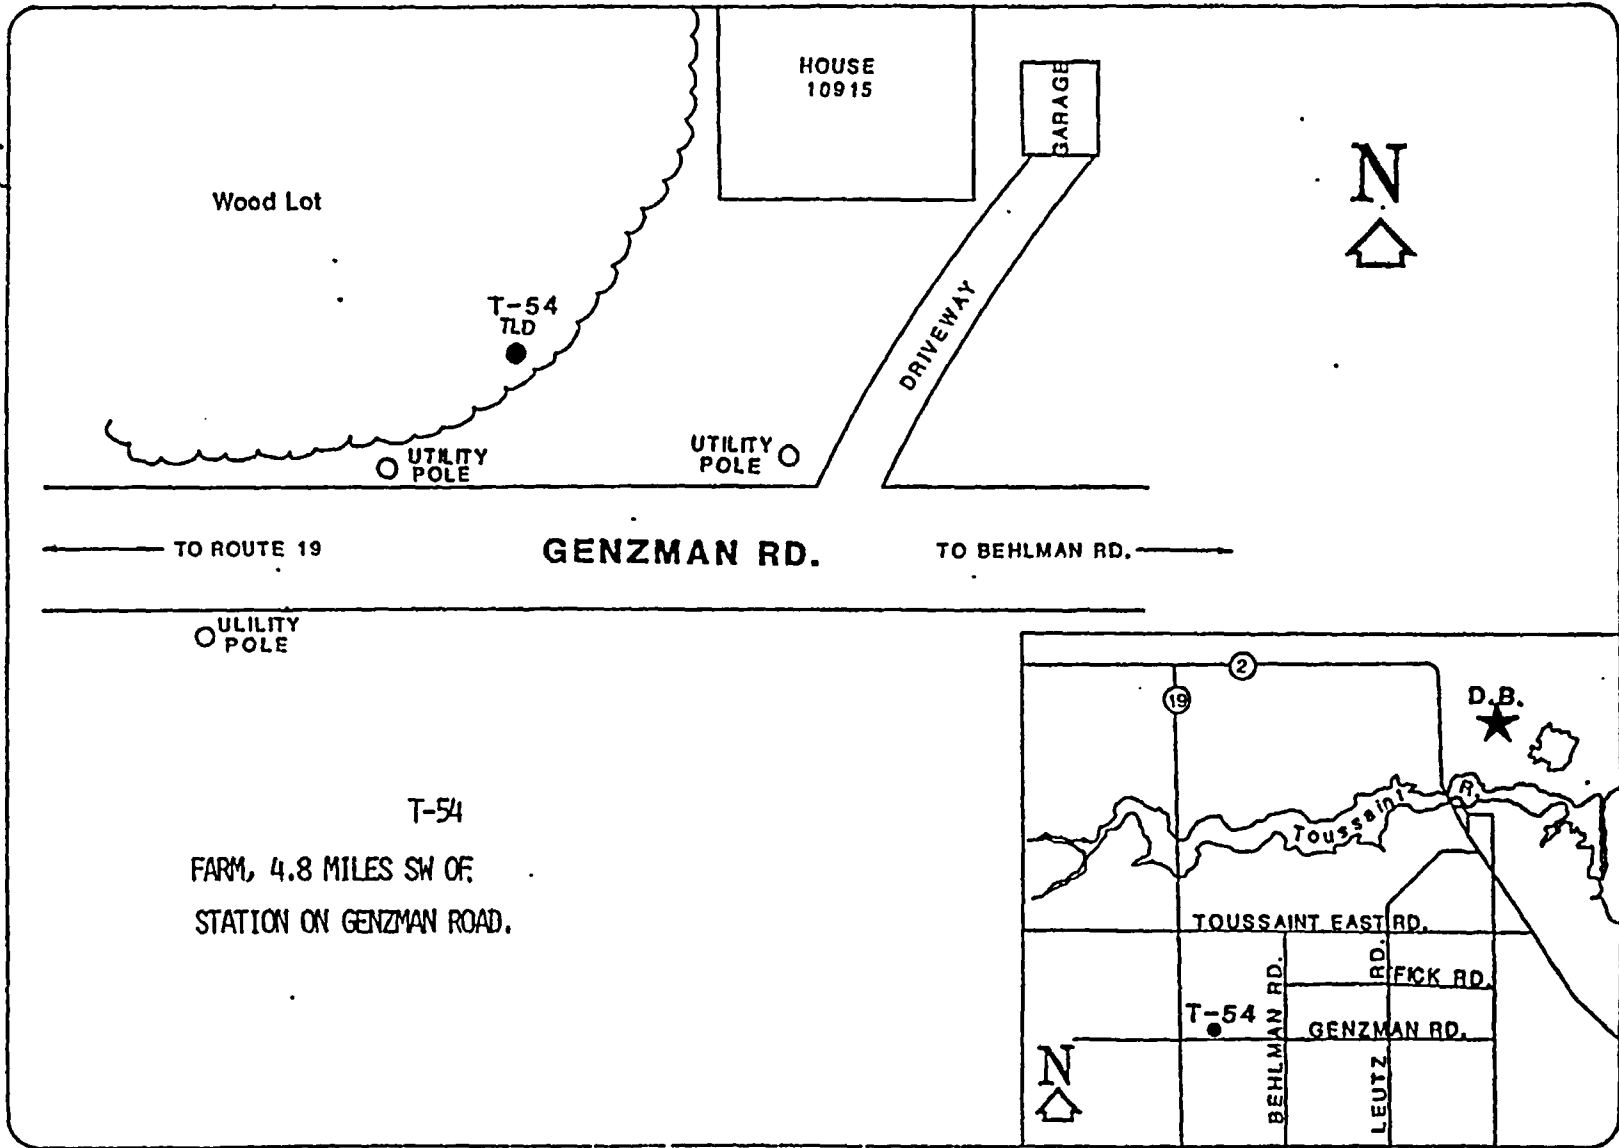 HOUSE
10915
GARAGE
N
Wood Lot
T-54
TLD
DRIVEWAY
UTILITY
POLE
UTILITY
POLE
TO ROUTE 19
GENZMAN RD.
TO BEHLMAN RD.
ULILITY
POLE
T-54
FARM, 4.8 MILES SW OF
STATION ON GENZMAN ROAD.
2
19
D.B.
Toussaint R.
TOUSSAINT EAST RD.
BEHLMAN RD.
LEUTZ RD.
FICK RD.
T-54
GENZMAN RD.
N